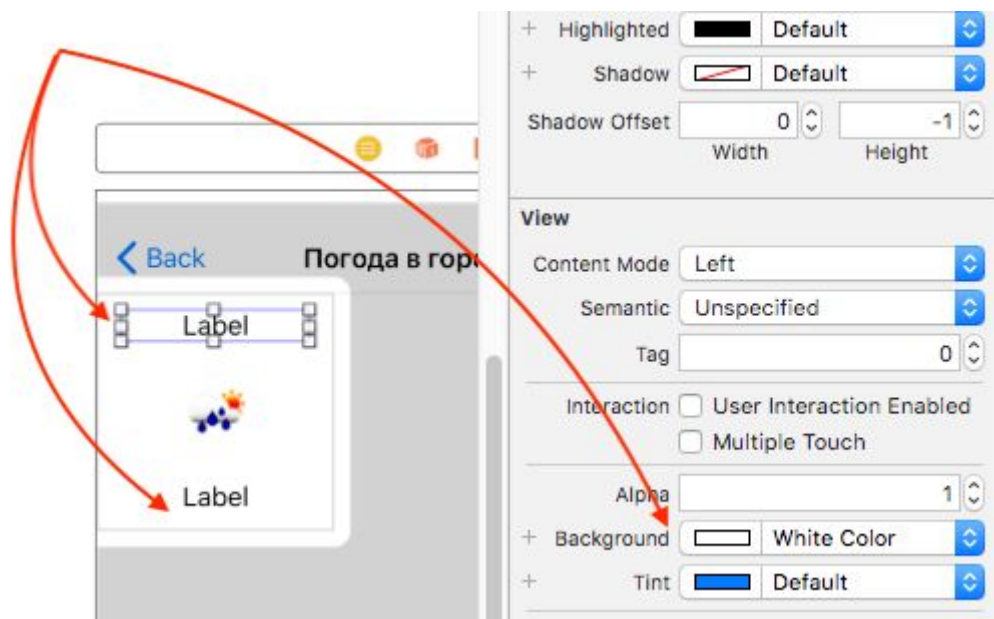 Back
Погода в горо
Label
Label
Highlighted Default
Shadow Default
Shadow Offset 0 -1
Width Height
View
Content Mode Left
Semantic Unspecified
Tag 0
Interaction User Interaction Enabled
Multiple Touch
Alpha 1
Background White Color
Tint Default